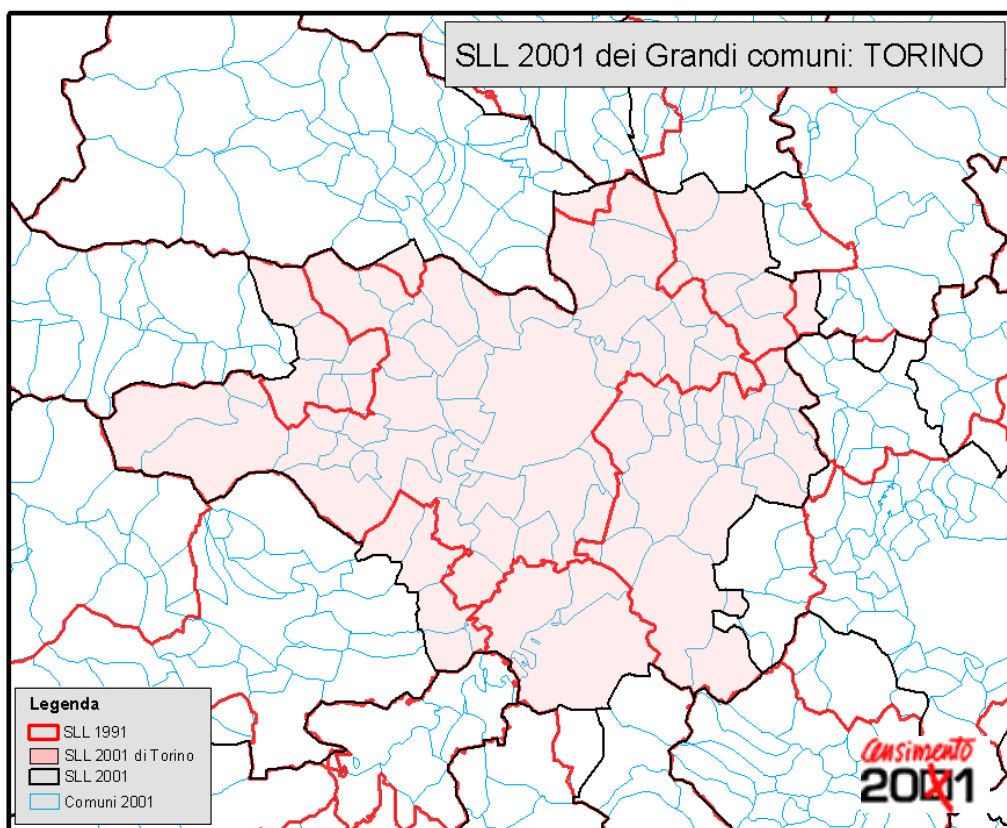 SLL 2001 dei Grandi comuni: TORINO
Legenda
SLL 1991
SLL 2001 di Torino
SLL 2001
Comuni 2001
Censimento
2001